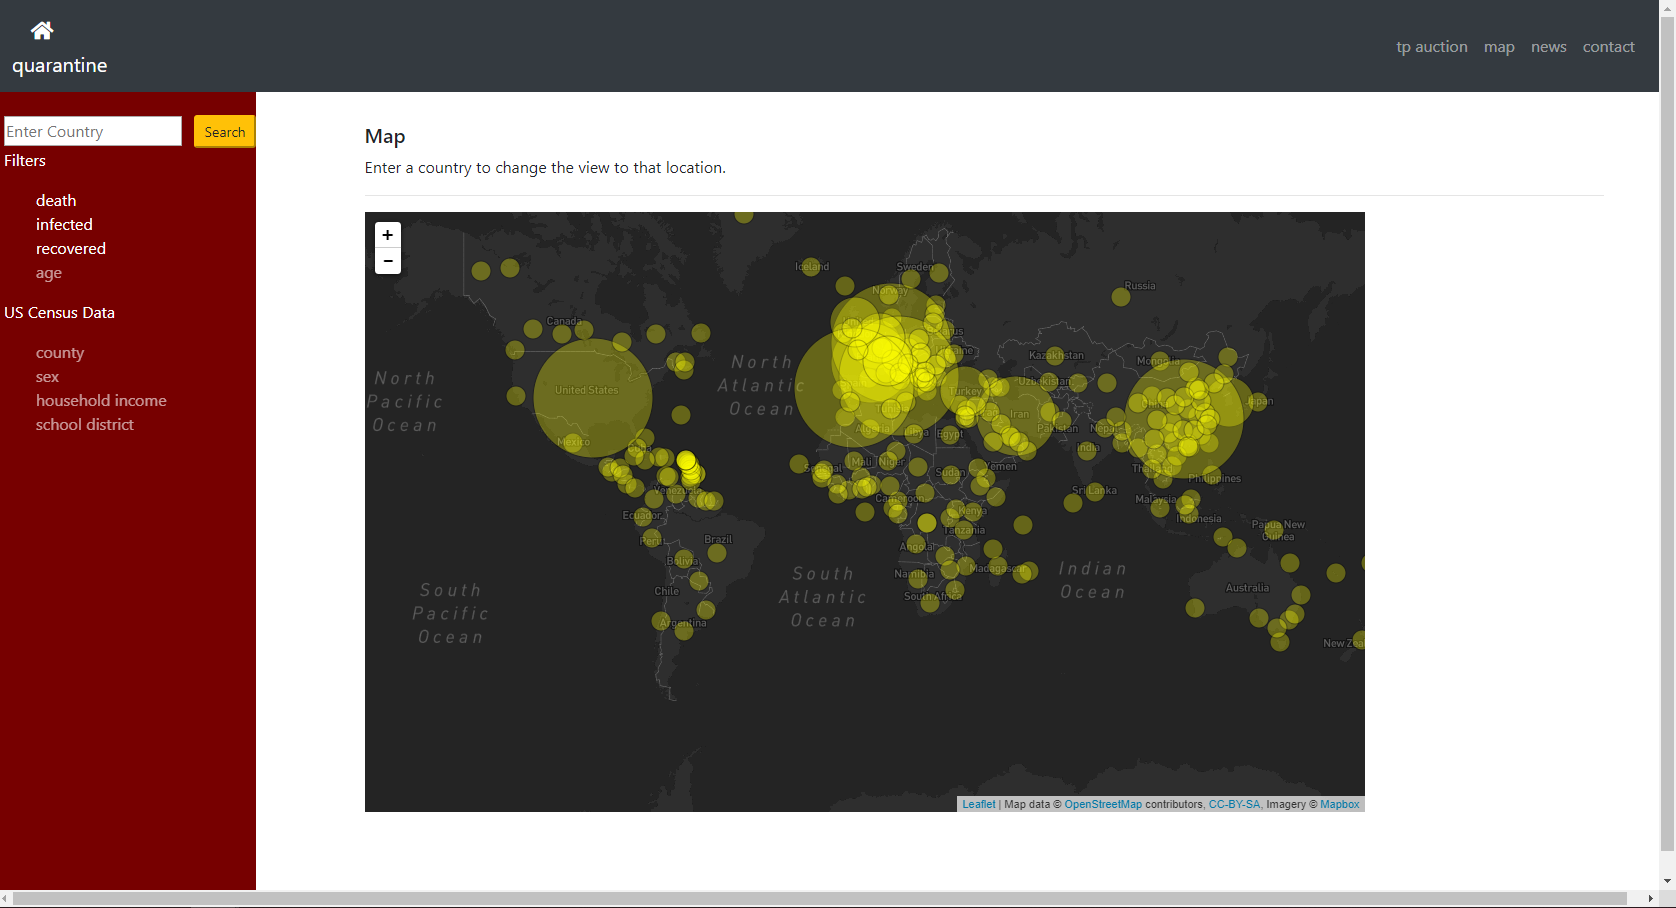 quarantine
tp auction map news contact
Enter Country Search
Filters
death
infected
recovered
age
US Census Data
county
sex
household income
school district
Map
Enter a country to change the view to that location.
+
−
Iceland
Sweden
Norway
Russia
Canada
Kazakhstan
Mongolia
North
Atlantic
Ocean
North
Pacific
Ocean
United States
Uzbekistan
Turkey
Iran
Japan
Tunisia
Mexico
Algeria
Libya
Egypt
Pakistan
Nepal
India
Mali
Niger
Sudan
Yemen
Thailand
Philippines
Venezuela
Cameroon
Sri Lanka
Malaysia
Ecuador
Kenya
Indonesia
Tanzania
Papua New
Guinea
Peru
Brazil
Angola
Bolivia
Namibia
Madagascar
South
Atlantic
Ocean
Indian
Ocean
South
Pacific
Ocean
Chile
South Africa
Australia
Argentina
New Zea
Leaflet | Map data © OpenStreetMap contributors, CC-BY-SA, Imagery © Mapbox